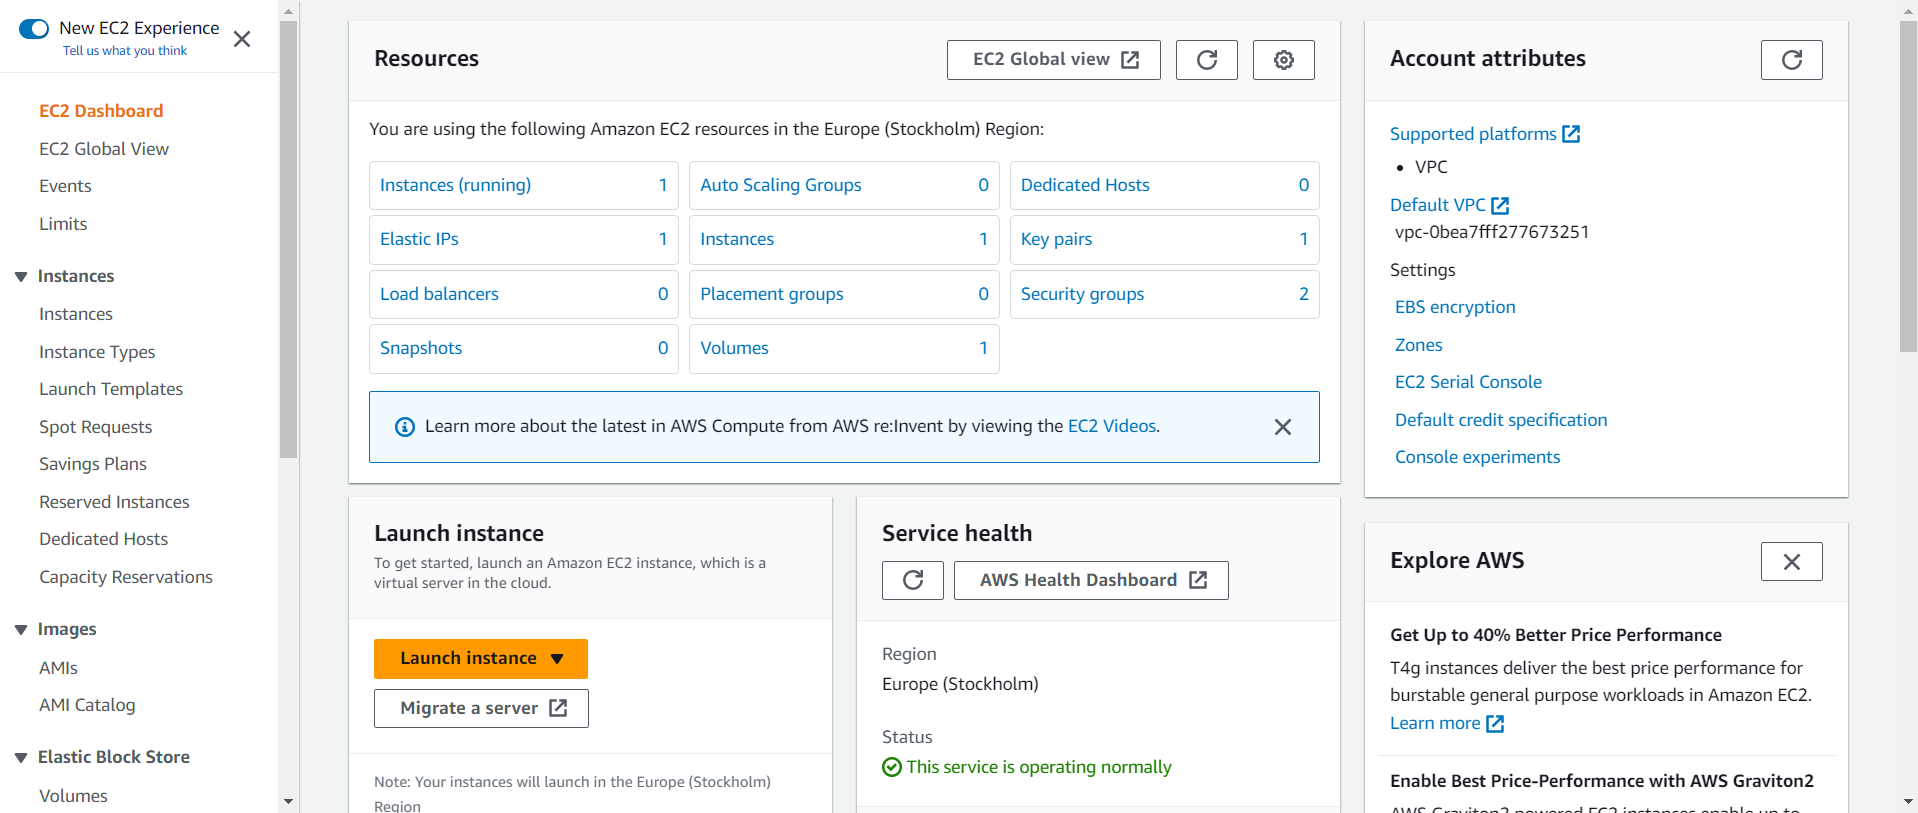 New EC2 Experience
Tell us what you think
EC2 Dashboard
EC2 Global View
Events
Limits
Instances
Instances
Instance Types
Launch Templates
Spot Requests
Savings Plans
Reserved Instances
Dedicated Hosts
Capacity Reservations
Images
AMIs
AMI Catalog
Elastic Block Store
Volumes
Resources
EC2 Global view
You are using the following Amazon EC2 resources in the Europe (Stockholm) Region:
Instances (running) 1
Auto Scaling Groups 0
Dedicated Hosts 0
Elastic IPs 1
Instances 1
Key pairs 1
Load balancers 0
Placement groups 0
Security groups 2
Snapshots 0
Volumes 1
Learn more about the latest in AWS Compute from AWS re:Invent by viewing the EC2 Videos.
Launch instance
To get started, launch an Amazon EC2 instance, which is a
virtual server in the cloud.
Launch instance
Migrate a server
Note: Your instances will launch in the Europe (Stockholm)
Region
Service health
AWS Health Dashboard
Region
Europe (Stockholm)
Status
This service is operating normally
Account attributes
Supported platforms
• VPC
Default VPC
vpc-0bea7fff277673251
Settings
EBS encryption
Zones
EC2 Serial Console
Default credit specification
Console experiments
Explore AWS
Get Up to 40% Better Price Performance
T4g instances deliver the best price performance for
burstable general purpose workloads in Amazon EC2.
Learn more
Enable Best Price-Performance with AWS Graviton2
AWS Graviton2 powered EC2 instances enable up to